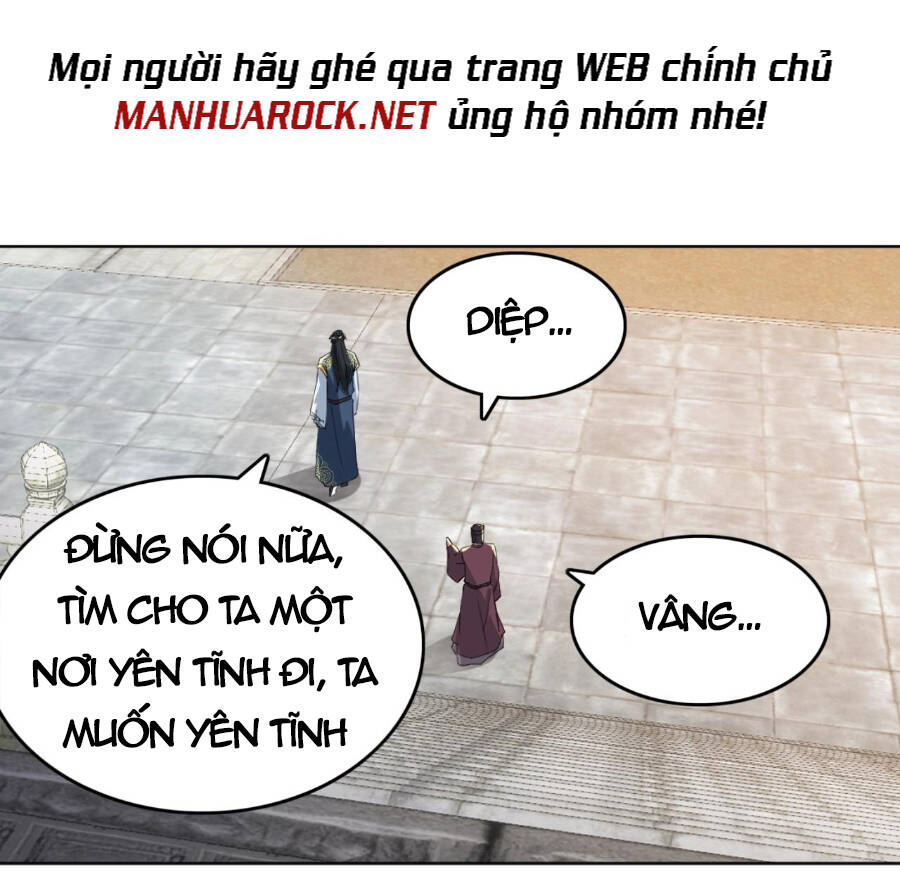 Mọi người hãy ghé qua trang WEB chính chủ
MANHUAROCK.NET ủng hộ nhóm nhé!
DIỆP...
ĐỪNG NÓI NỮA,
TÌM CHO TA MỘT
NƠI YÊN TĨNH ĐI, TA
MUỐN YÊN TĨNH
VÂNG...